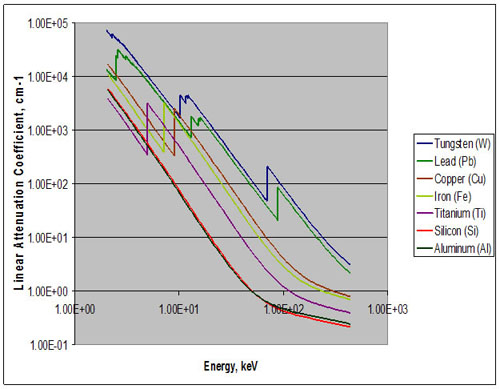 1.00E+05
1.00E+04
1.00E+03
1.00E+02
1.00E+01
1.00E+00
1.00E-01
Linear Attenuation Coefficient, cm-1
1.00E+00
1.00E+01
1.00E+02
1.00E+03
Energy, keV
Tungsten (W)
Lead (Pb)
Copper (Cu)
Iron (Fe)
Titanium (Ti)
Silicon (Si)
Aluminum (Al)